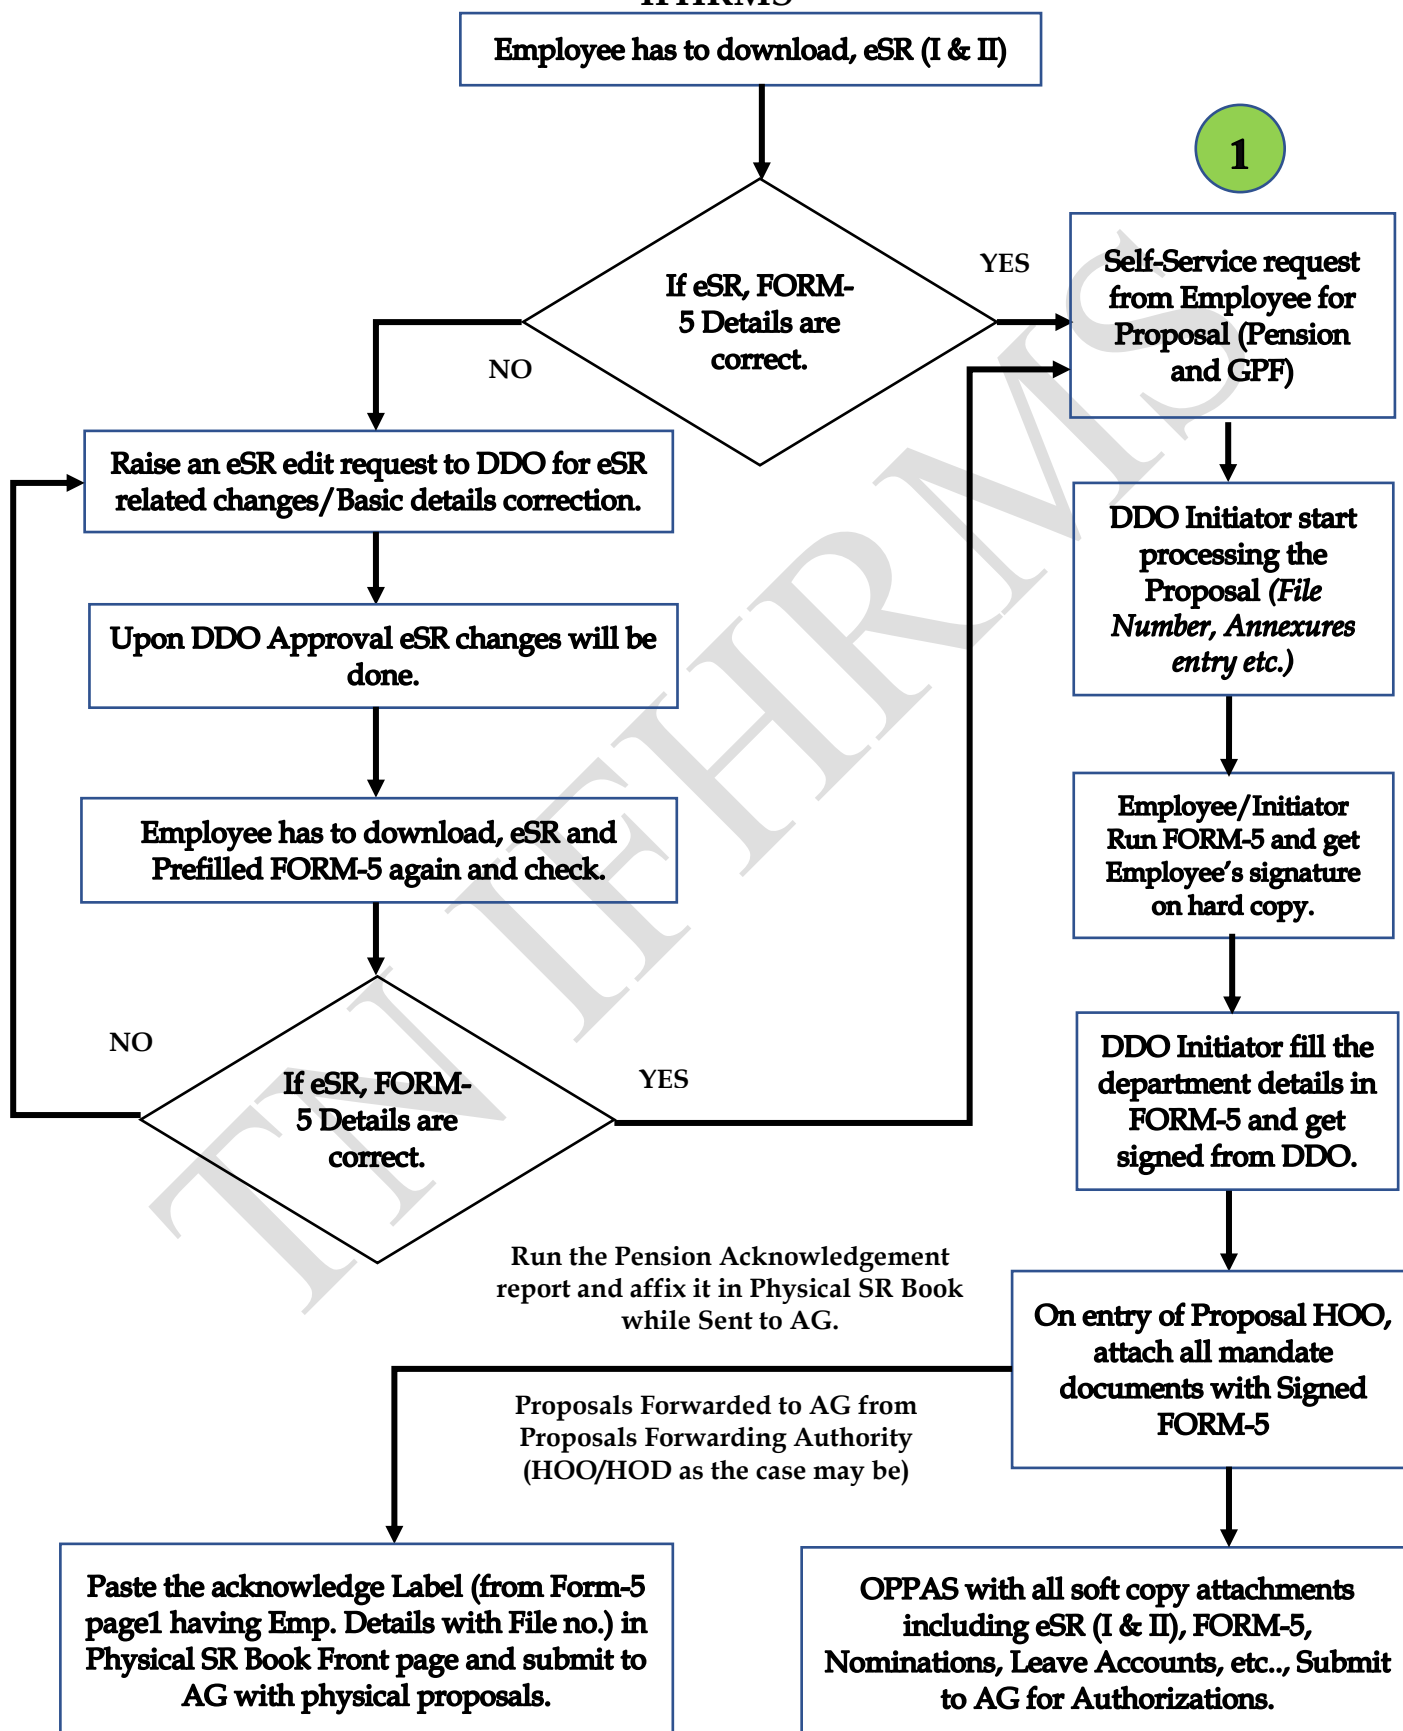 Employee has to download, eSR (I & II)
1
If eSR, FORM-
5 Details are
correct.
YES
NO
Self-Service request
from Employee for
Proposal (Pension
and GPF)
Raise an eSR edit request to DDO for eSR
related changes/Basic details correction.
DDO Initiator start
processing the
Proposal (File
Number, Annexures
entry etc.)
Upon DDO Approval eSR changes will be
done.
Employee has to download, eSR and
Prefilled FORM-5 again and check.
Employee/Initiator
Run FORM-5 and get
Employee's signature
on hard copy.
NO
If eSR, FORM-
5 Details are
correct.
YES
DDO Initiator fill the
department details in
FORM-5 and get
signed from DDO.
Run the Pension Acknowledgement
report and affix it in Physical SR Book
while Sent to AG.
On entry of Proposal HOO,
attach all mandate
documents with Signed
FORM-5
Proposals Forwarded to AG from
Proposals Forwarding Authority
(HOO/HOD as the case may be)
Paste the acknowledge Label (from Form-5
page1 having Emp. Details with File no.) in
Physical SR Book Front page and submit to
AG with physical proposals.
OPPAS with all soft copy attachments
including eSR (I & II), FORM-5,
Nominations, Leave Accounts, etc.., Submit
to AG for Authorizations.
TN IFHRMS